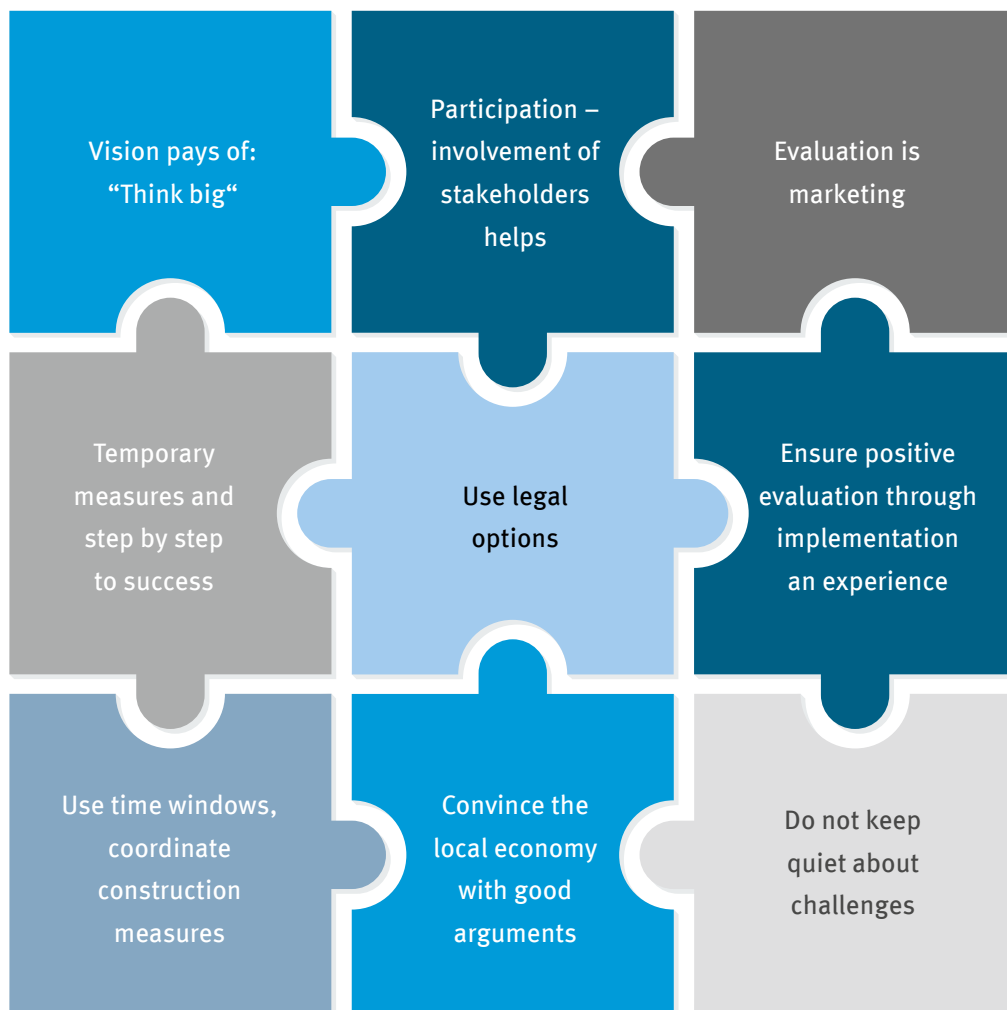 Vision pays of:
“Think big“
Participation –
involvement of
stakeholders
helps
Evaluation is
marketing
Temporary
measures and
step by step
to success
Use legal
options
Ensure positive
evaluation through
implementation
an experience
Use time windows,
coordinate
construction
measures
Convince the
local economy
with good
arguments
Do not keep
quiet about
challenges